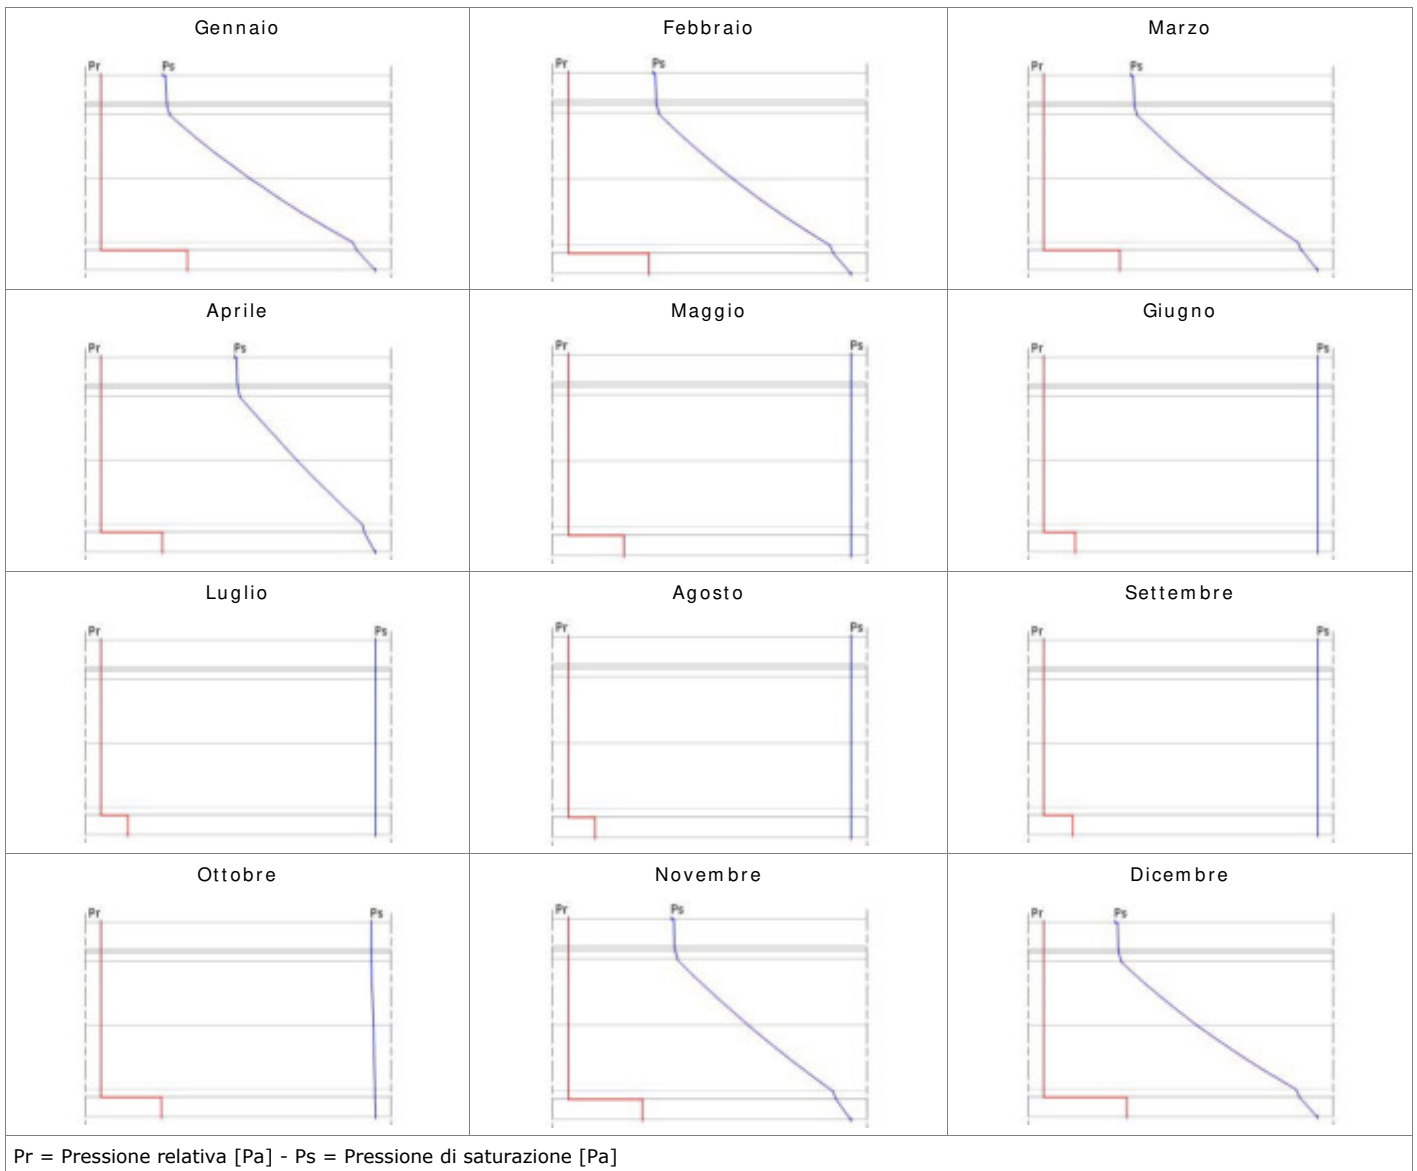 Gennaio Febbraio Marzo
Pr Ps Pr Ps Pr Ps
Aprile Maggio Giugno
Pr Ps Pr Ps Pr Ps
Luglio Agosto Settembre
Pr Ps Pr Ps Pr Ps
Ottobre Novembre Dicembre
Pr Ps Pr Ps Pr Ps
Pr = Pressione relativa [Pa] - Ps = Pressione di saturazione [Pa]